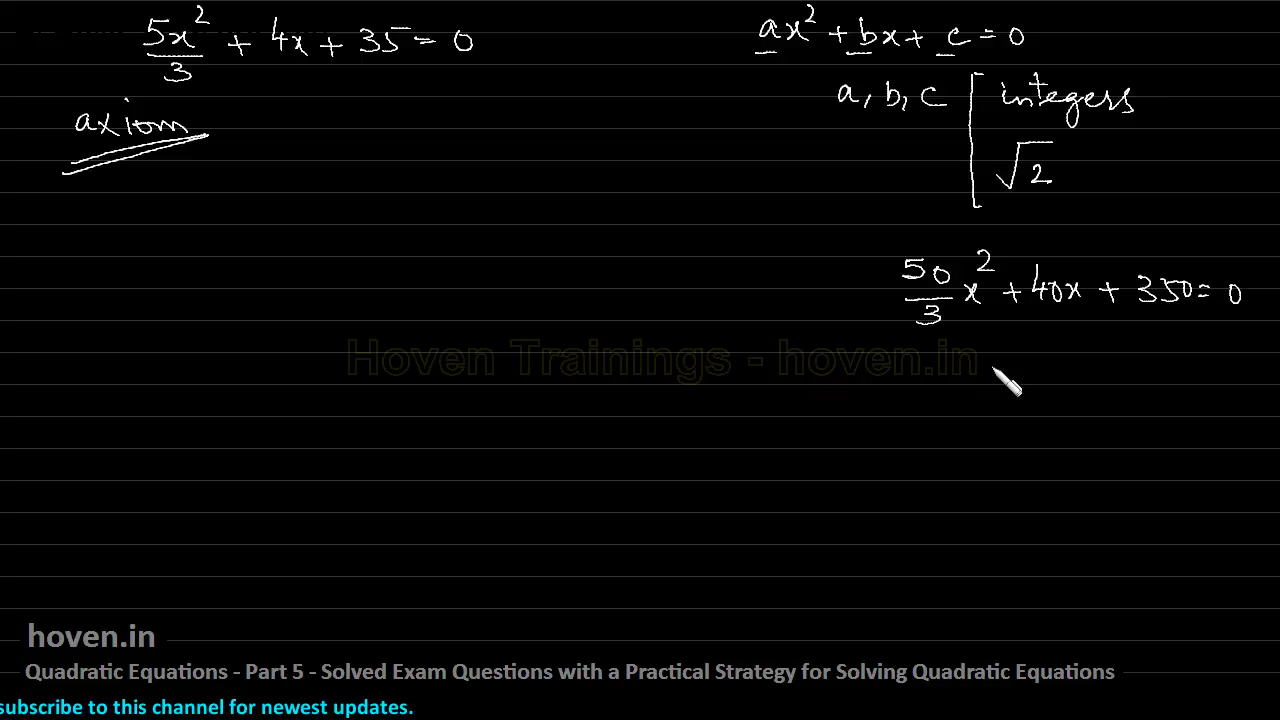 5x²/3 + 4x + 35 = 0
axiom
ax² + bx + c = 0
a, b, c [ integers
√2
50/3 x² + 40x + 350 = 0
Hoven Trainings - hoven.in
hoven.in
Quadratic Equations - Part 5 - Solved Exam Questions with a Practical Strategy for Solving Quadratic Equations
subscribe to this channel for newest updates.